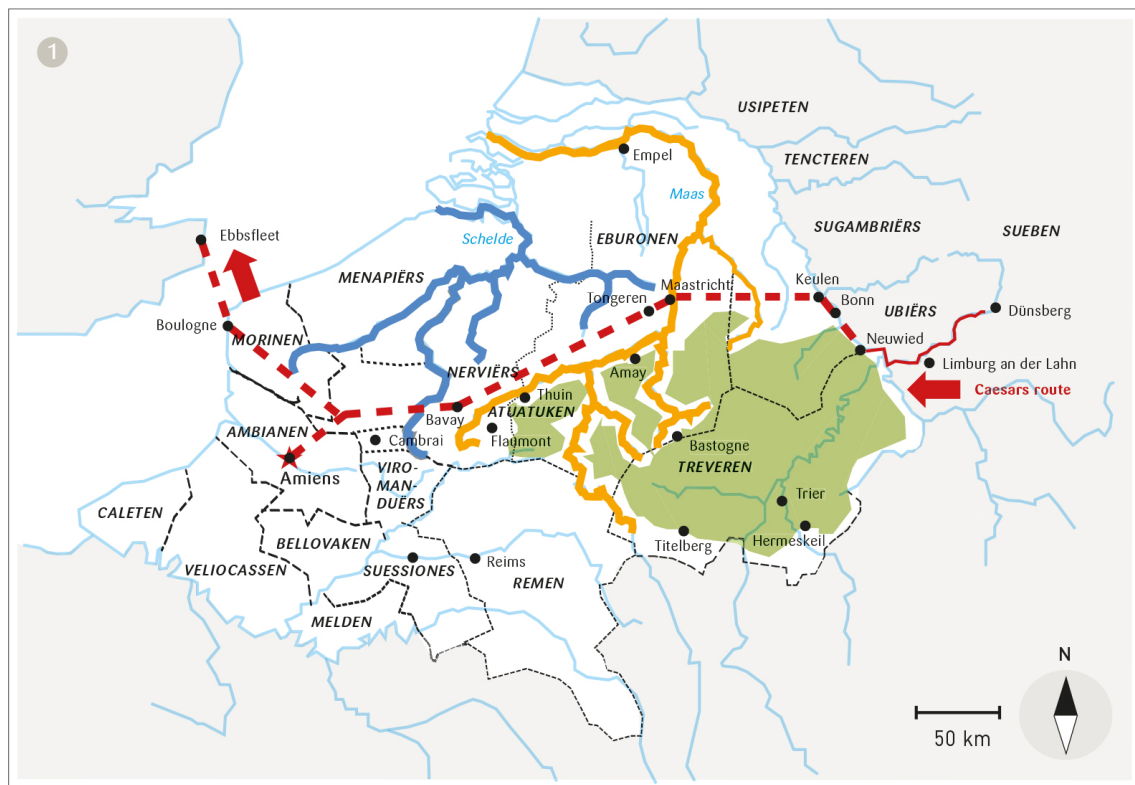 1
USIPETEN
Empel
TENCTEREN
Maas
Ebbsfleet
Schelde
EBURONEN
SUGAMBRIËRS
SUEBEN
MENAPIËRS
Maastricht
Keulen
Tongeren
Bonn
UBIËRS
Dünsberg
Boulogne
MORINEN
Neuwied
NERVIËRS
Amay
Limburg an der Lahn
Thuin
Caesars route
ATUATUKEN
Bavay
AMBIANEN
Flaumont
Cambrai
Bastogne
Amiens
VIRO-
MAN-
DUËRS
TREVEREN
Trier
CALETEN
BELLOVAKEN
Titelberg
Hermeskeil
VELIOCASSEN
SUESSIONES
Reims
REMEN
MELDEN
N
50 km